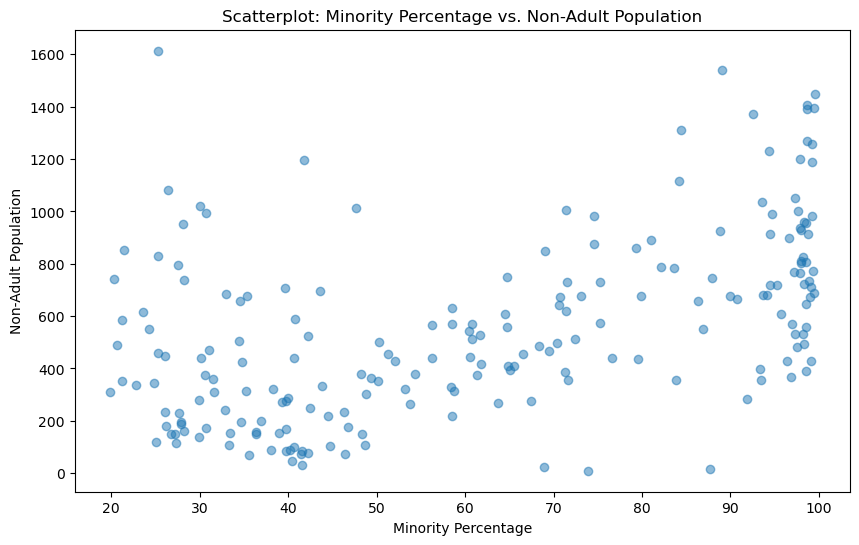 Scatterplot: Minority Percentage vs. Non-Adult Population
1600
1400
1200
1000
800
600
400
200
0
Non-Adult Population
20 30 40 50 60 70 80 90 100
Minority Percentage